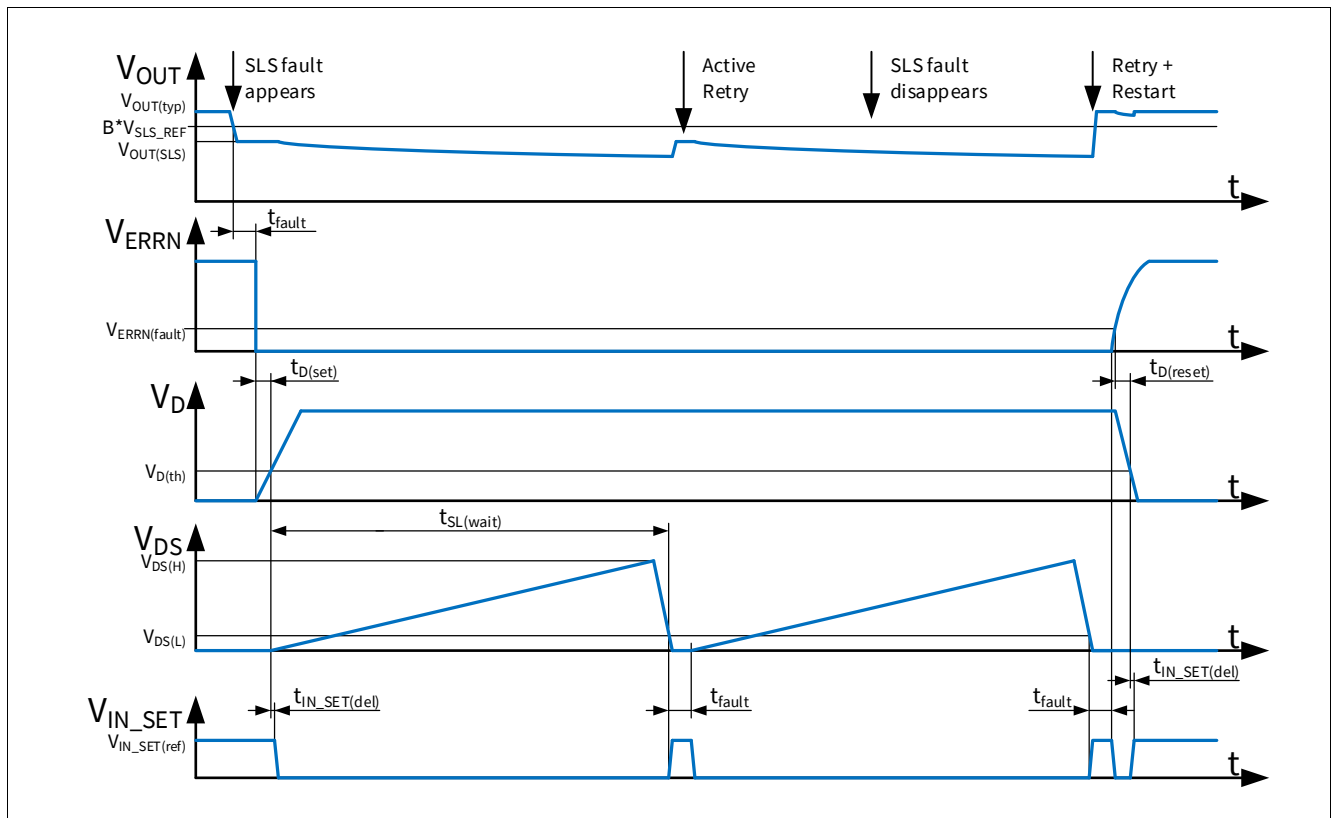 SLS fault
appears
Active
Retry
SLS fault
disappears
Retry +
Restart
VOUT
VOUT(typ)
B*VSLS_REF
VOUT(SLS)
t
tfault
VERRN
VERRN(fault)
t
tD(set)
tD(reset)
VD
VD(th)
t
tSL(wait)
VDS
VDS(H)
VDS(L)
t
tIN_SET(del)
tIN_SET(del)
tfault
tfault
VIN_SET
VIN_SET(ref)
t